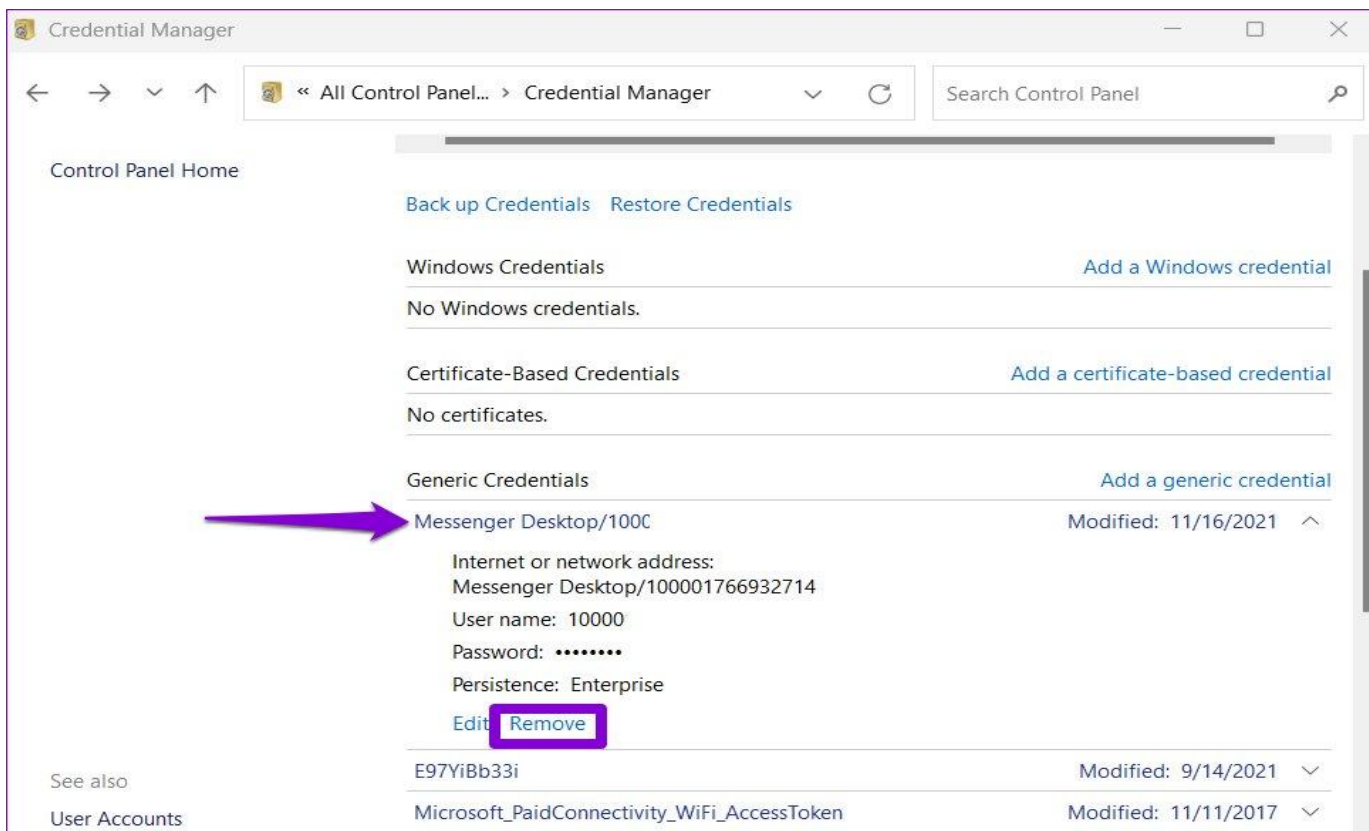 Credential Manager
« All Control Panel... › Credential Manager
Search Control Panel
Control Panel Home
Back up Credentials Restore Credentials
Windows Credentials Add a Windows credential
No Windows credentials.
Certificate-Based Credentials Add a certificate-based credential
No certificates.
Generic Credentials Add a generic credential
Messenger Desktop/1000 Modified: 11/16/2021
Internet or network address:
Messenger Desktop/100001766932714
User name: 10000
Password: ••••••••
Persistence: Enterprise
Edit Remove
E97YiBb33i Modified: 9/14/2021
See also
Microsoft_PaidConnectivity_WiFi_AccessToken Modified: 11/11/2017
User Accounts